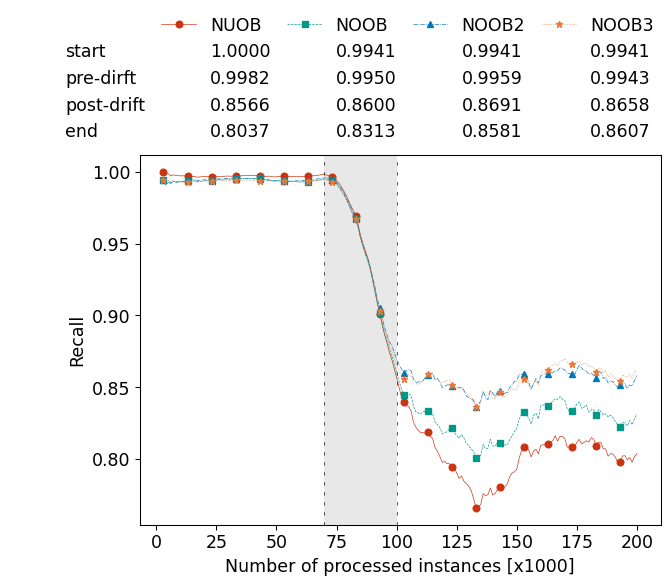 NUOB NOOB NOOB2 NOOB3
start 1.0000 0.9941 0.9941 0.9941
pre-dirft 0.9982 0.9950 0.9959 0.9943
post-drift 0.8566 0.8600 0.8691 0.8658
end 0.8037 0.8313 0.8581 0.8607
1.00
0.95
0.90
0.85
0.80
Recall
0 25 50 75 100 125 150 175 200
Number of processed instances [x1000]